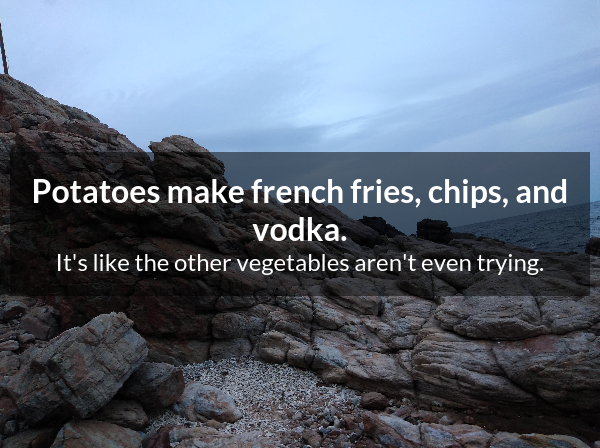 Potatoes make french fries, chips, and
vodka.
It's like the other vegetables aren't even trying.